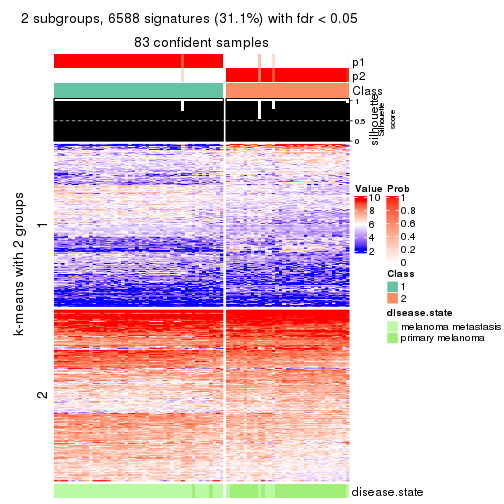 2 subgroups, 6588 signatures (31.1%) with fdr < 0.05
83 confident samples
p1
p2
Class
1
0.5
0
silhouette
Silhouette
score
k-means with 2 groups
1
2
Value
10
8
6
4
2
Prob
1
0.8
0.6
0.4
0.2
0
Class
1
2
disease.state
melanoma metastasis
primary melanoma
disease.state